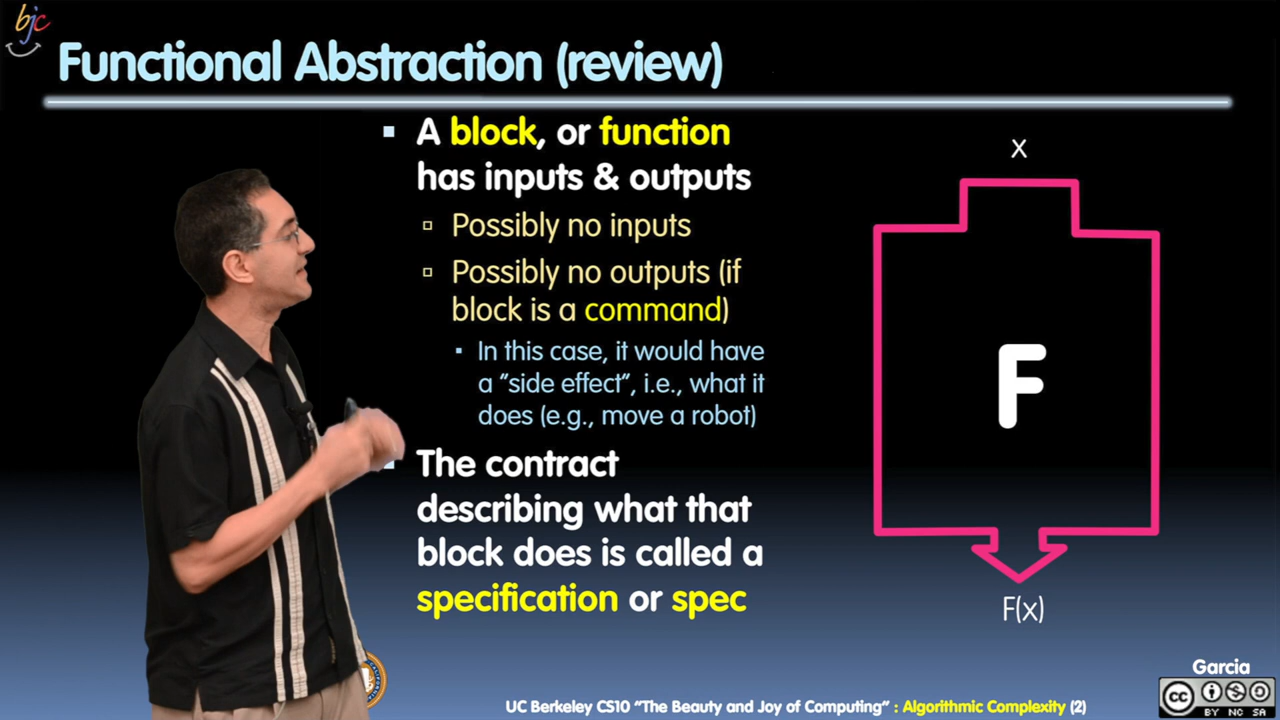 bjc
Functional Abstraction (review)
A block, or function
has inputs & outputs
Possibly no inputs
Possibly no outputs (if
block is a command)
In this case, it would have
a "side effect", i.e., what it
does (e.g., move a robot)
The contract
describing what that
block does is called a
specification or spec
x
F
F(x)
Garcia
cc
BY NC SA
UC Berkeley CS10 "The Beauty and Joy of Computing" : Algorithmic Complexity (2)